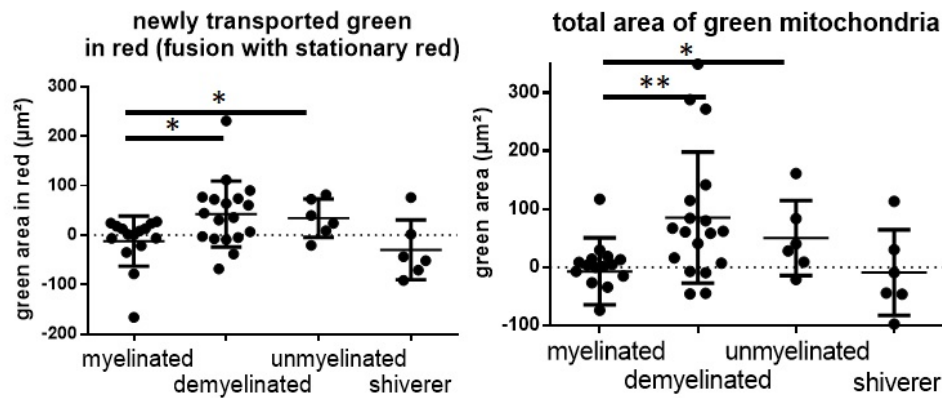 newly transported green
in red (fusion with stationary red)
green area in red (µm²)
300
200
100
0
-100
-200
*
*
myelinated
demyelinated
unmyelinated
shiverer
total area of green mitochondria
green area (µm²)
300
200
100
0
-100
*
**
myelinated
demyelinated
unmyelinated
shiverer